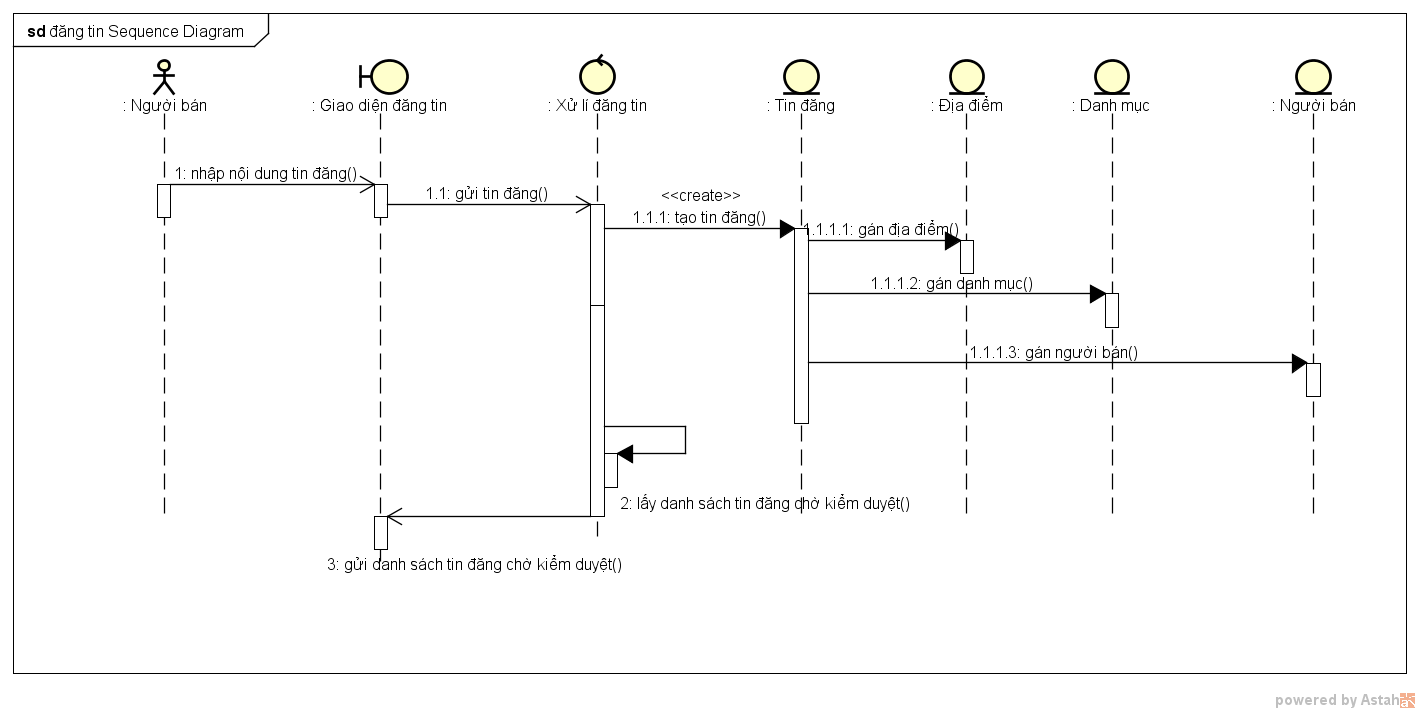 sd đăng tin Sequence Diagram
: Người bán
: Giao diện đăng tin
: Xử lí đăng tin
: Tin đăng
: Địa điểm
: Danh mục
: Người bán
1: nhập nội dung tin đăng()
1.1: gửi tin đăng()
<<create>>
1.1.1: tạo tin đăng()
1.1.1.1: gán địa điểm()
1.1.1.2: gán danh mục()
1.1.1.3: gán người bán()
2: lấy danh sách tin đăng chờ kiểm duyệt()
3: gửi danh sách tin đăng chờ kiểm duyệt()
powered by Astah